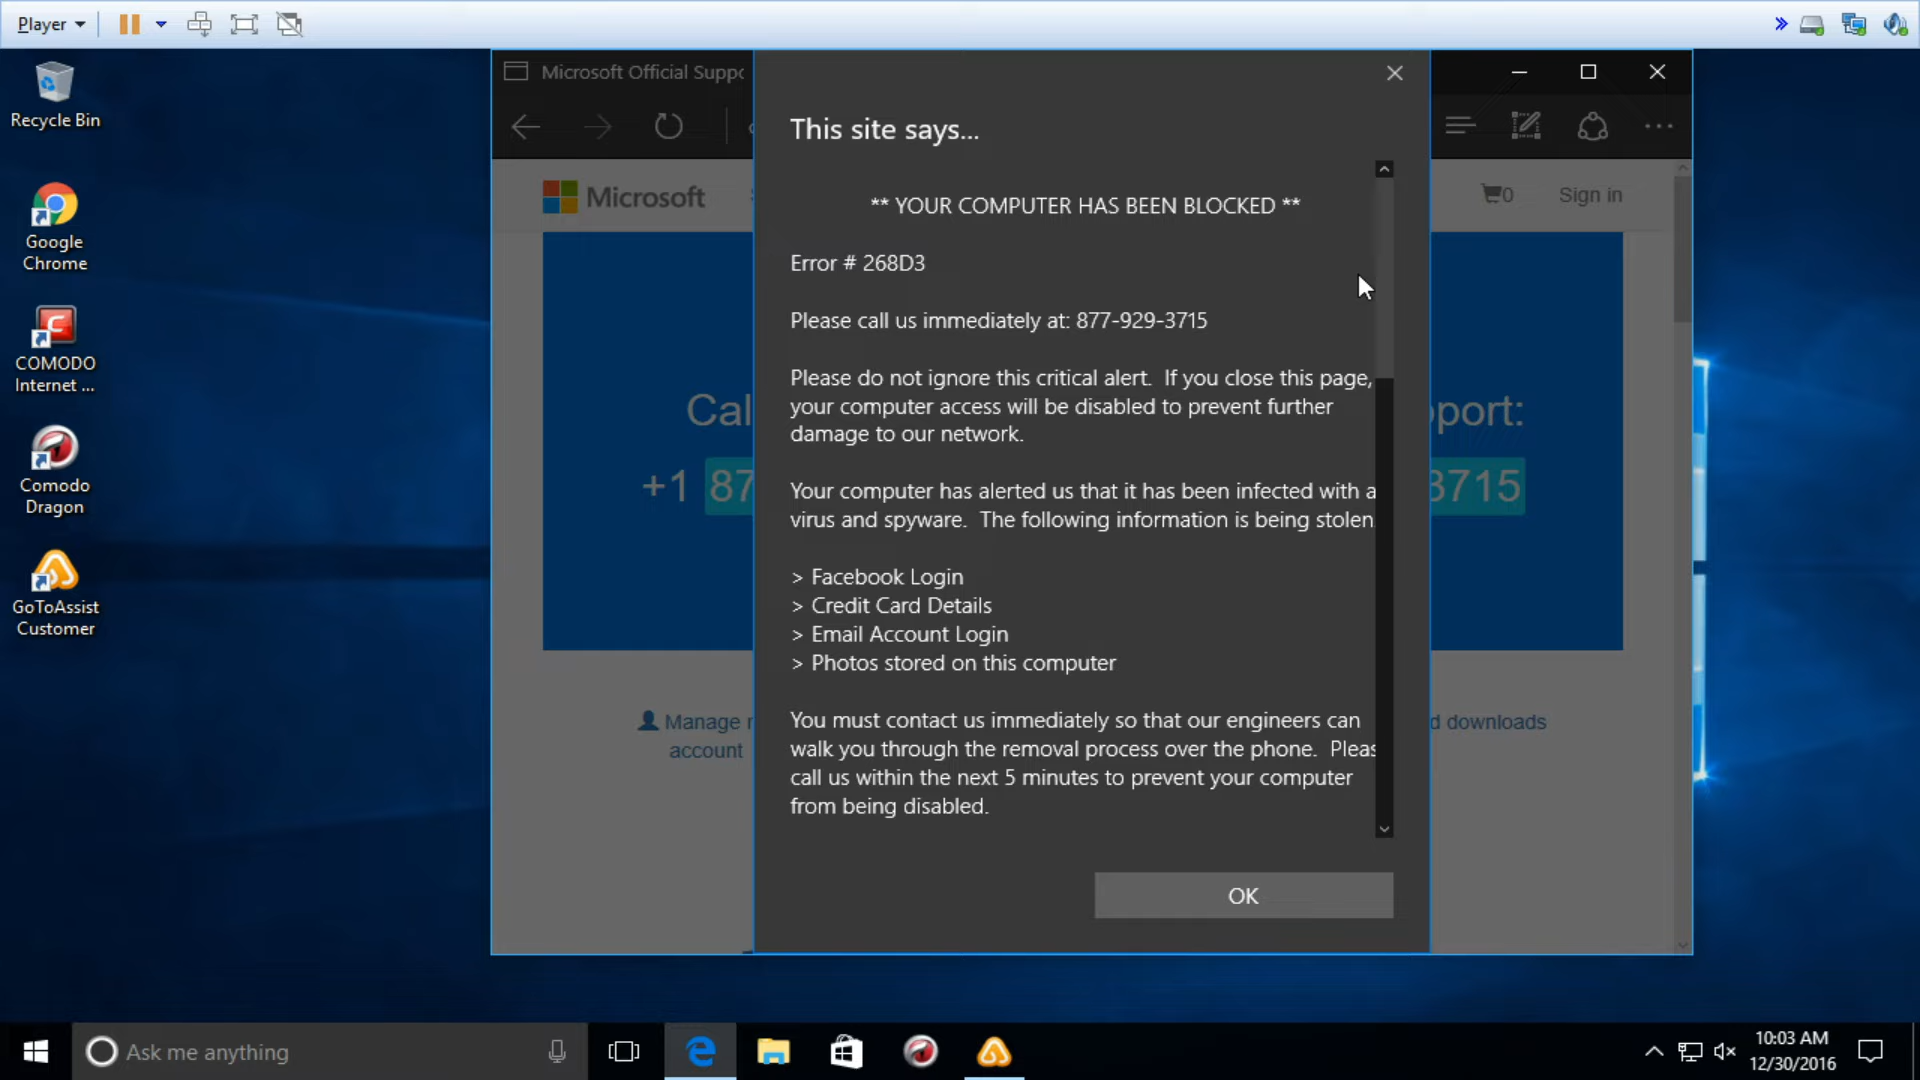 Player
Recycle Bin
Google
Chrome
COMODO
Internet ...
Comodo
Dragon
GoToAssist
Customer
Microsoft Official Suppo
Microsoft
0
Sign in
Cal
port:
+1 87
3715
Manage
account
d downloads
This site says...
** YOUR COMPUTER HAS BEEN BLOCKED **
Error # 268D3
Please call us immediately at: 877-929-3715
Please do not ignore this critical alert. If you close this page,
your computer access will be disabled to prevent further
damage to our network.
Your computer has alerted us that it has been infected with a
virus and spyware. The following information is being stolen
> Facebook Login
> Credit Card Details
> Email Account Login
> Photos stored on this computer
You must contact us immediately so that our engineers can
walk you through the removal process over the phone. Pleas
call us within the next 5 minutes to prevent your computer
from being disabled.
OK
Ask me anything
10:03 AM
12/30/2016